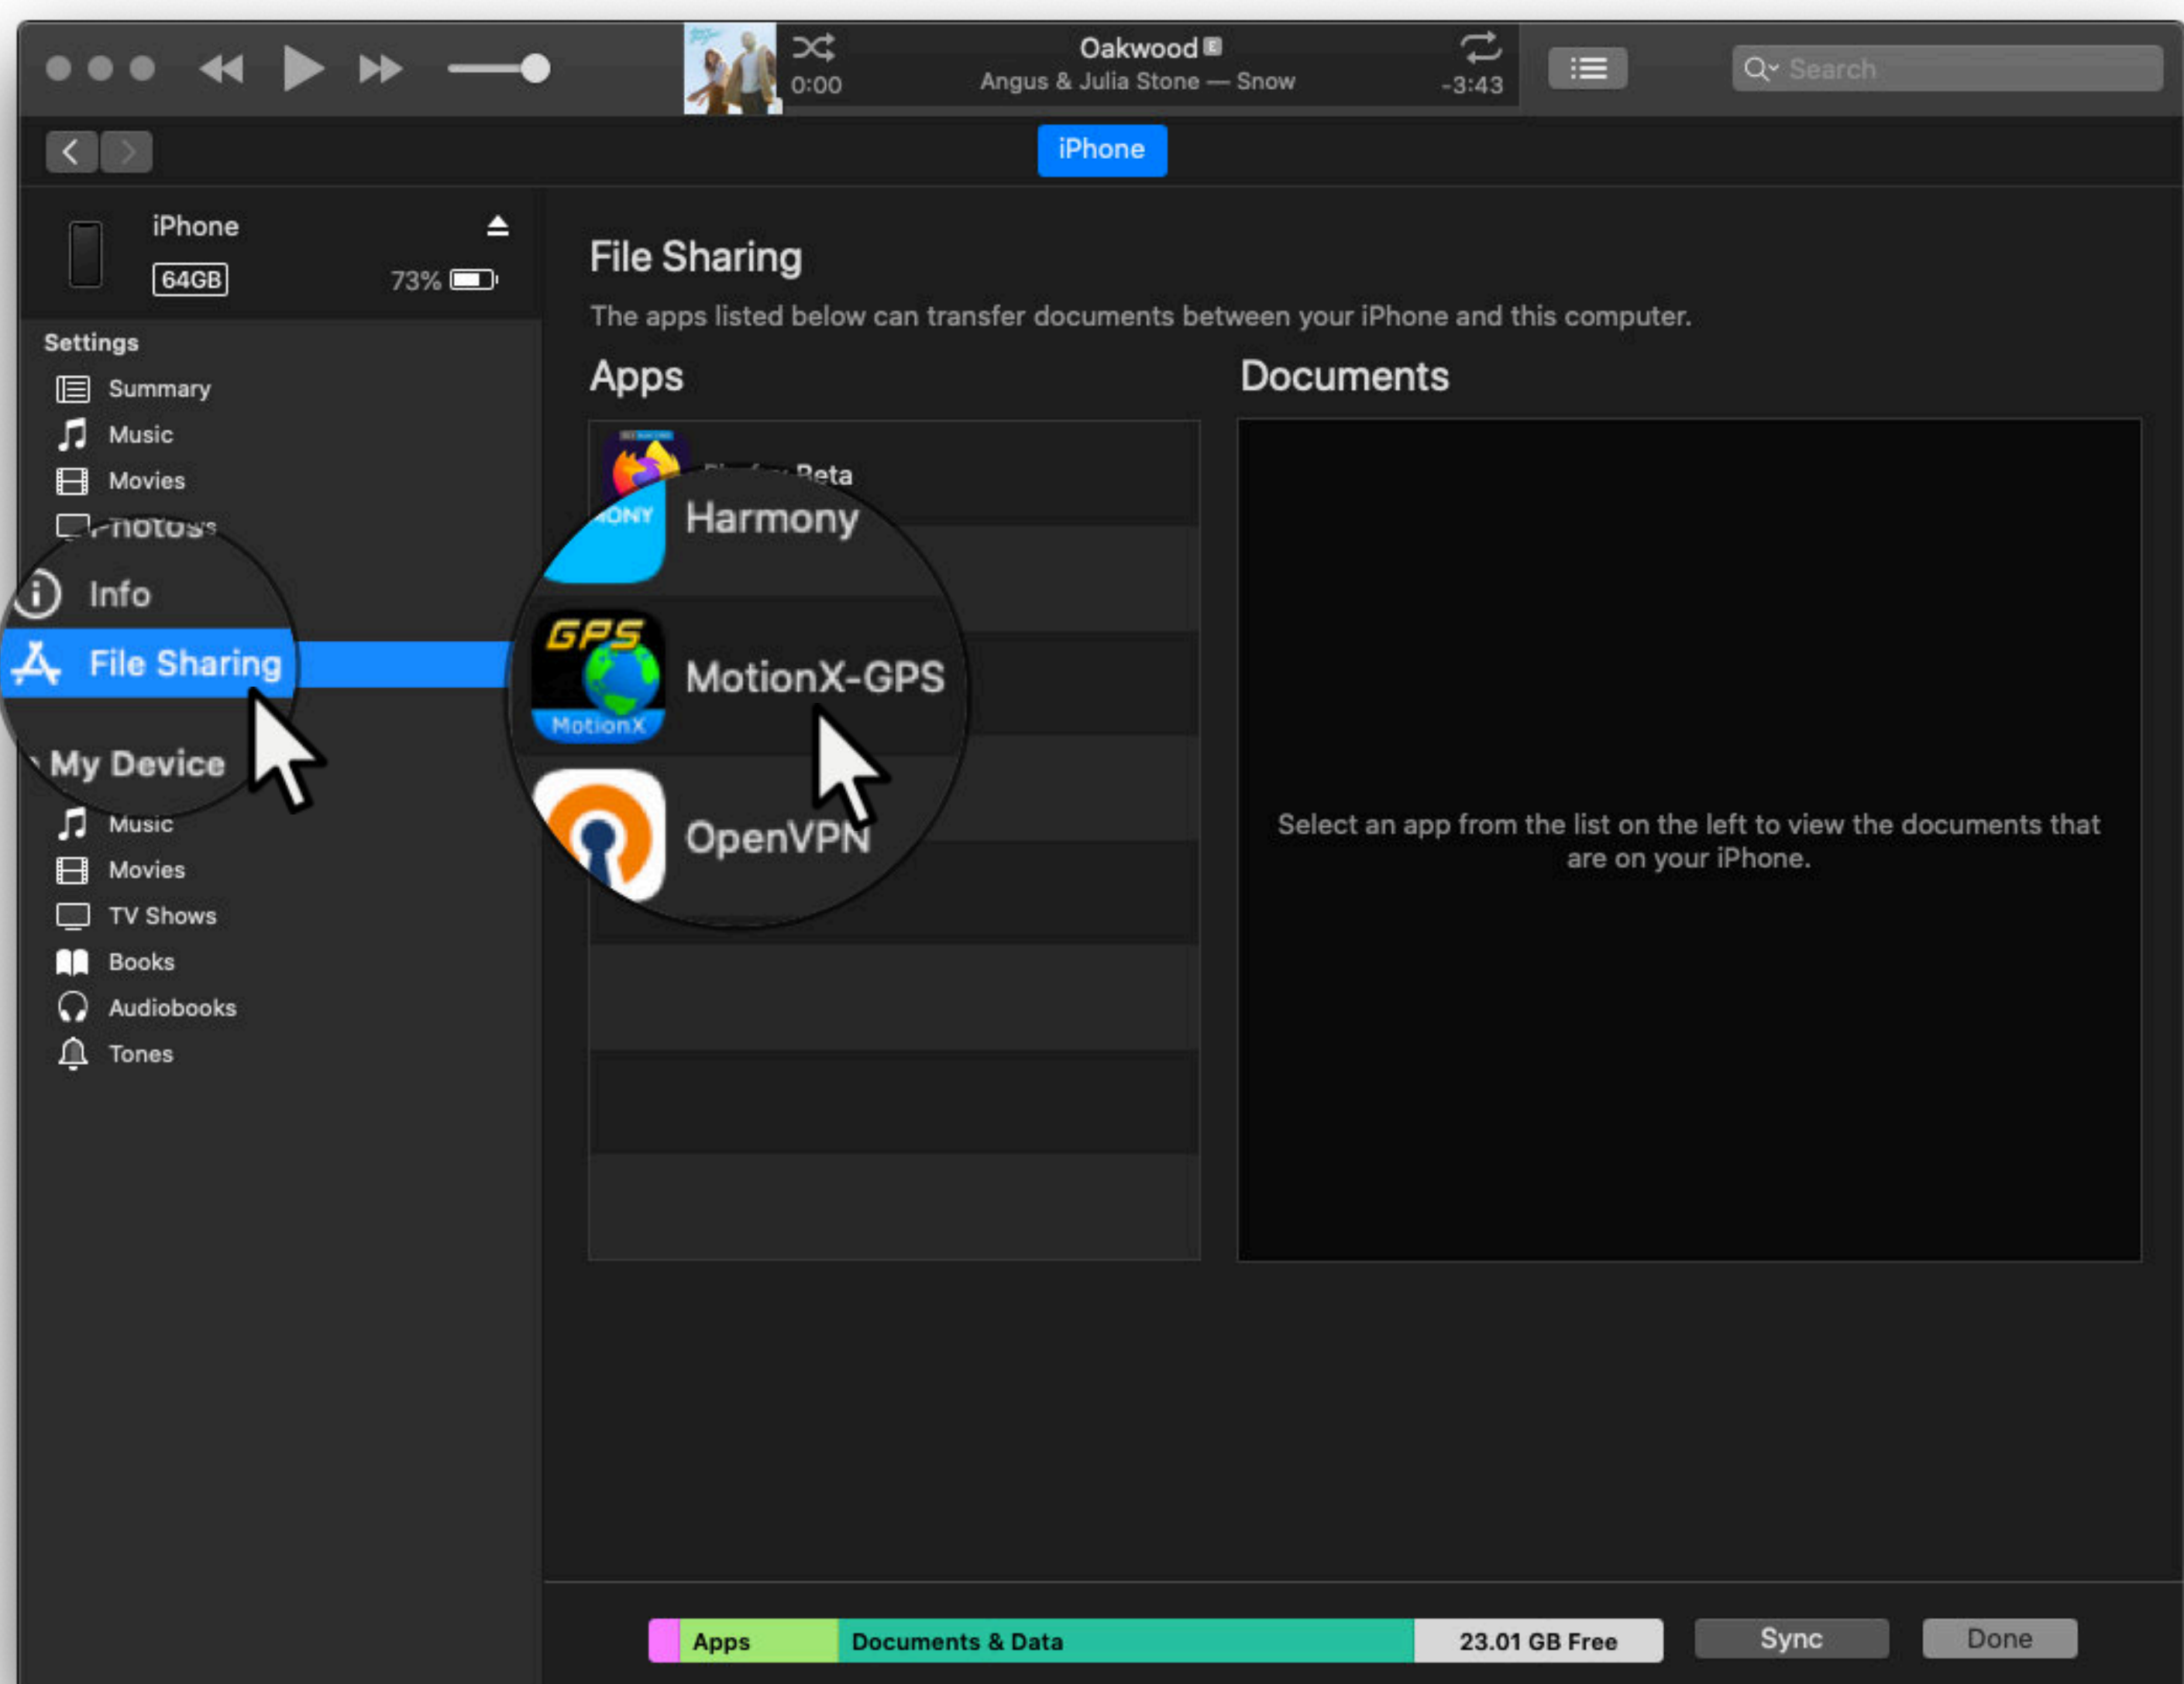 Oakwood E
0:00
Angus & Julia Stone — Snow
-3:43
Search
iPhone
iPhone
64GB
73%
Settings
Summary
Music
Movies
Photos
Info
File Sharing
My Device
Music
Movies
TV Shows
Books
Audiobooks
Tones
File Sharing
The apps listed below can transfer documents between your iPhone and this computer.
Apps
Beta
Harmony
GPS
MotionX
MotionX-GPS
OpenVPN
Documents
Select an app from the list on the left to view the documents that
are on your iPhone.
Apps
Documents & Data
23.01 GB Free
Sync
Done